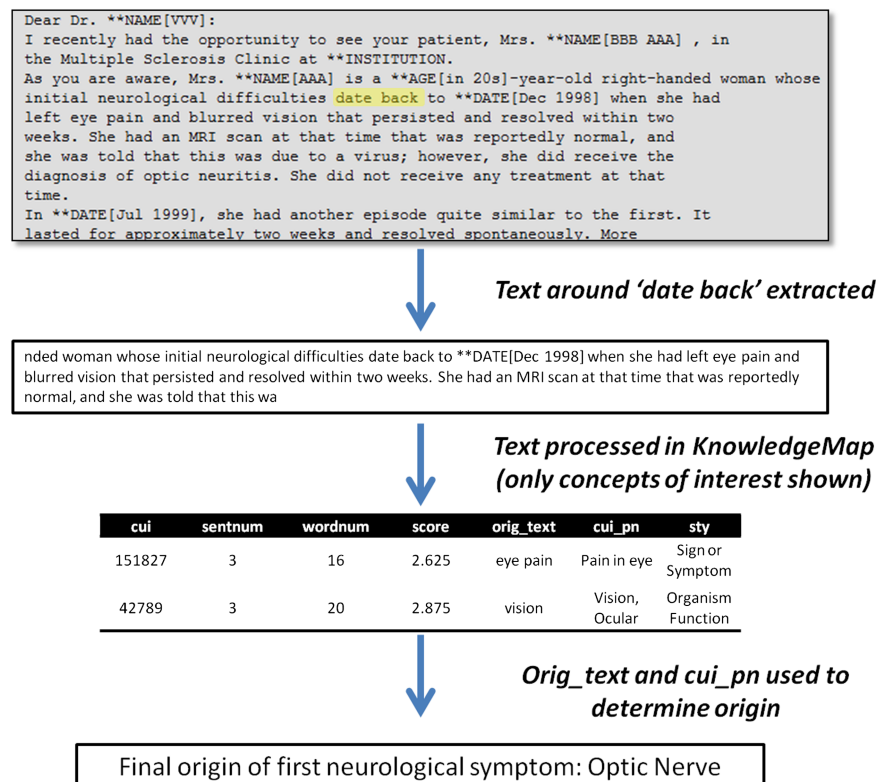 Dear Dr. **NAME[VVV]:
I recently had the opportunity to see your patient, Mrs. **NAME[BBB AAA] , in
the Multiple Sclerosis Clinic at **INSTITUTION.
As you are aware, Mrs. **NAME[AAA] is a **AGE[in 20s]-year-old right-handed woman whose
initial neurological difficulties date back to **DATE[Dec 1998] when she had
left eye pain and blurred vision that persisted and resolved within two
weeks. She had an MRI scan at that time that was reportedly normal, and
she was told that this was due to a virus; however, she did receive the
diagnosis of optic neuritis. She did not receive any treatment at that
time.
In **DATE[Jul 1999], she had another episode quite similar to the first. It
lasted for approximately two weeks and resolved spontaneously. More
Text around ‘date back’ extracted
nded woman whose initial neurological difficulties date back to **DATE[Dec 1998] when she had left eye pain and
blurred vision that persisted and resolved within two weeks. She had an MRI scan at that time that was reportedly
normal, and she was told that this wa
Text processed in KnowledgeMap
(only concepts of interest shown)
cui sentnum wordnum score orig_text cui_pn sty
151827 3 16 2.625 eye pain Pain in eye Sign or
Symptom
42789 3 20 2.875 vision Vision,
Ocular Organism
Function
Orig_text and cui_pn used to
determine origin
Final origin of first neurological symptom: Optic Nerve